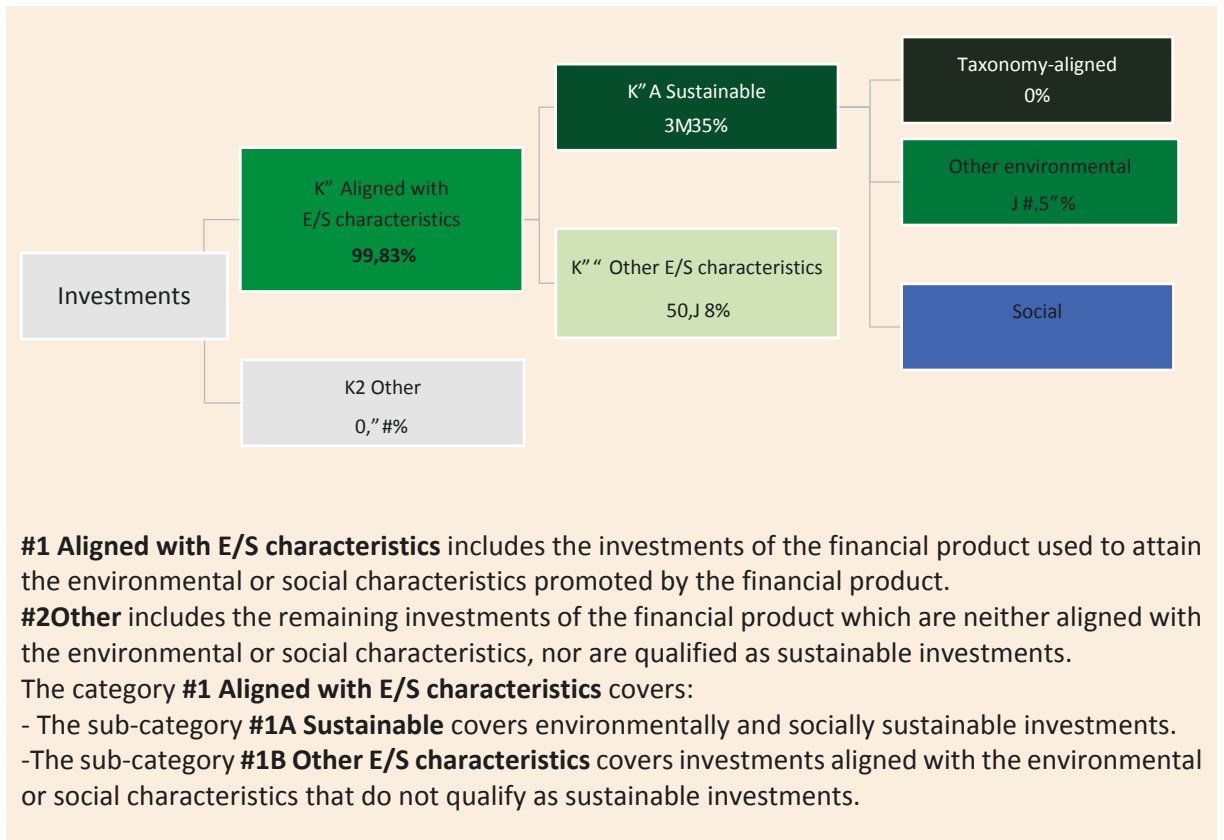 Investments
K” Aligned with
E/S characteristics
99,83%
K2 Other
0,” #%
K” A Sustainable
3M,35%
K” “ Other E/S characteristics
50,J 8%
Taxonomy-aligned
0%
Other environmental
J #,5” %
Social
#1 Aligned with E/S characteristics includes the investments of the financial product used to attain
the environmental or social characteristics promoted by the financial product.
#2Other includes the remaining investments of the financial product which are neither aligned with
the environmental or social characteristics, nor are qualified as sustainable investments.
The category #1 Aligned with E/S characteristics covers:
- The sub-category #1A Sustainable covers environmentally and socially sustainable investments.
-The sub-category #1B Other E/S characteristics covers investments aligned with the environmental
or social characteristics that do not qualify as sustainable investments.